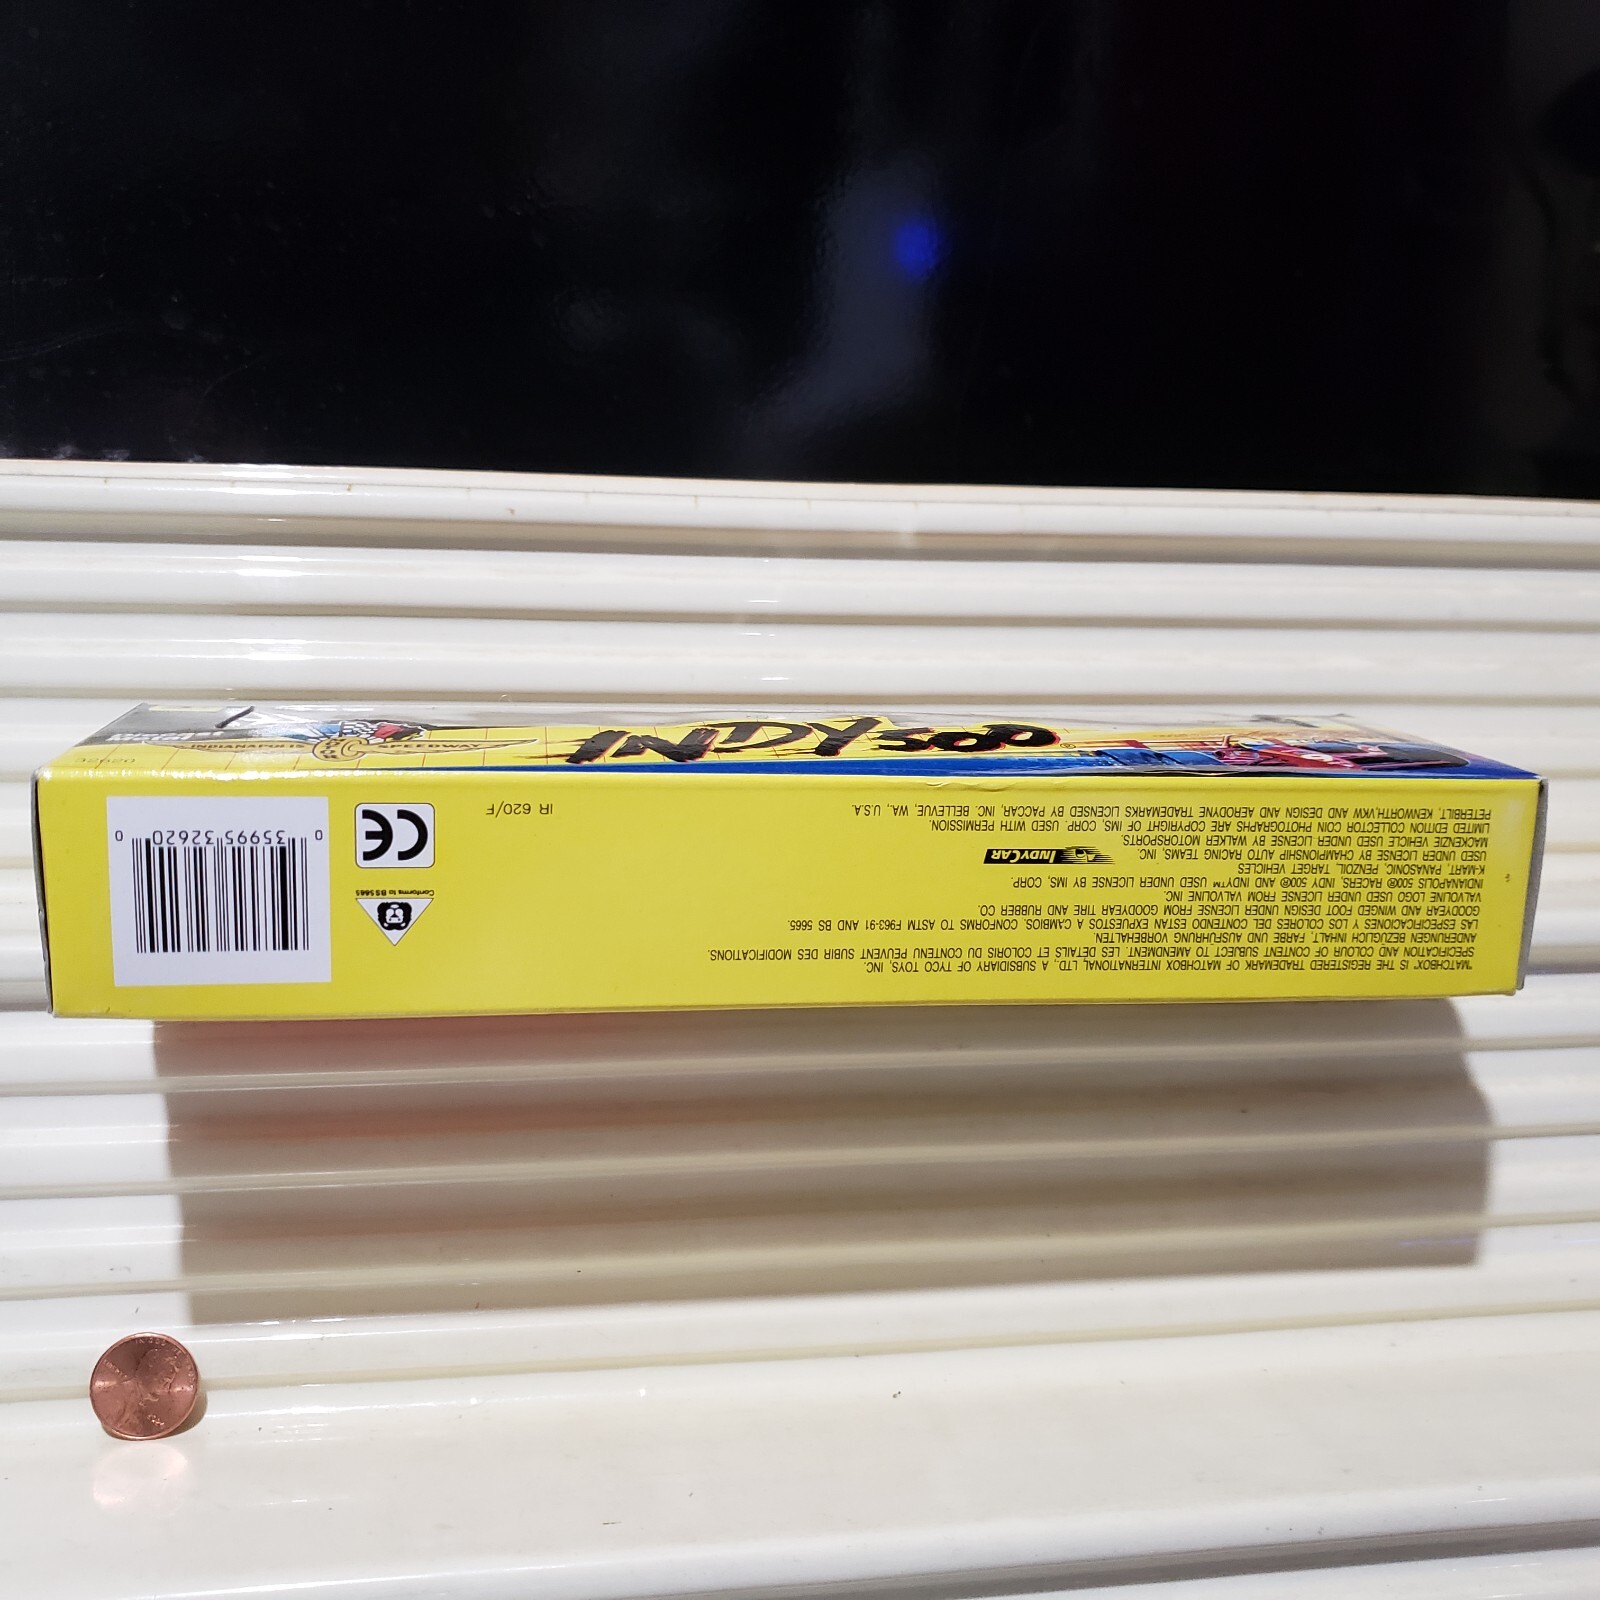 "MATCHBOX" IS THE REGISTERED TRADEMARK OF MATCHBOX INTERNATIONAL, LTD., A SUBSIDIARY OF TYCO TOYS, INC.
SPECIFICATION AND COLOUR OF CONTENT SUBJECT TO AMENDMENT. LES DETAILS ET COLORIS DU CONTENU PEUVENT SUBIR DES MODIFICATIONS.
ANDERUNGEN BEZÜGLICH INHALT, FARBE UND AUSFÜHRUNG VORBEHALTEN.
LAS ESPECIFICACIONES Y LOS COLORES DEL CONTENIDO ESTAN EXPUESTOS A CAMBIOS. CONFORMS TO ASTM F963-91 AND BS 5665.
GOODYEAR AND WINGED FOOT DESIGN UNDER LICENSE FROM GOODYEAR TIRE AND RUBBER CO.
VALVOLINE LOGO USED UNDER LICENSE FROM VALVOLINE INC.
INDIANAPOLIS 500® RACERS, INDY 500® AND INDY™ USED UNDER LICENSE BY IMS, CORP.
K-MART, PANASONIC, PENZOIL, TARGET VEHICLES
USED UNDER LICENSE BY CHAMPIONSHIP AUTO RACING TEAMS, INC.
INDYCAR
MACKENZIE VEHICLE USED UNDER LICENSE BY WALKER MOTORSPORTS.
LIMITED EDITION COLLECTOR COIN PHOTOGRAPHS ARE COPYRIGHT OF IMS, CORP. USED WITH PERMISSION.
PETERBILT, KENWORTH,VKW AND DESIGN AND AERODYNE TRADEMARKS LICENSED BY PACCAR, INC. BELLEVUE, WA., U.S.A.
Conforms to BS5665
CE
IR 620/F
0 35995 32620 0
32620
INDIANAPOLIS SPEEDWAY
INDY 500®